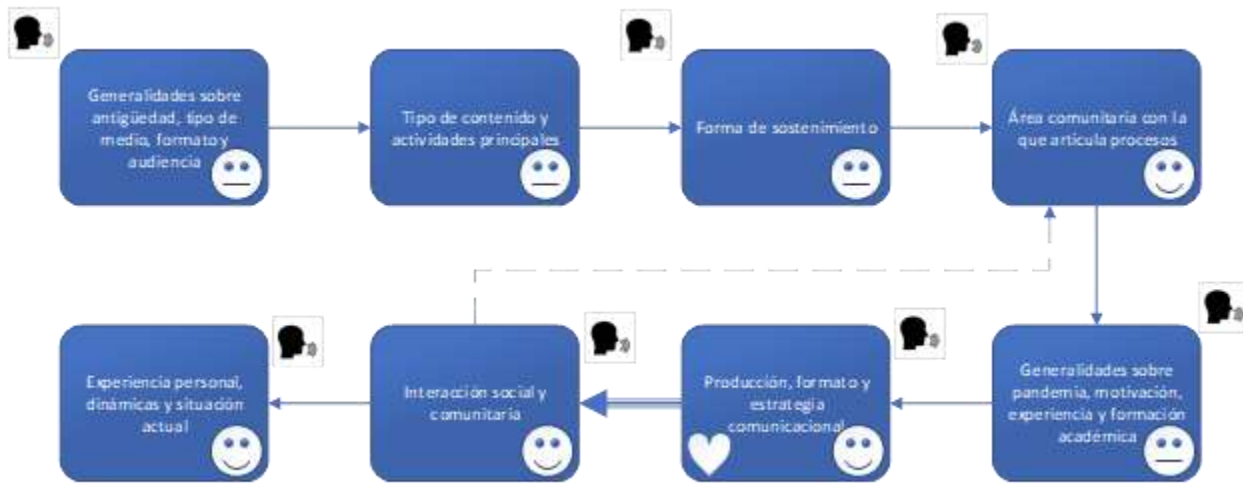 Generalidades sobre
antigüedad, tipo de
medio, formato y
audiencia
Tipo de contenido y
actividades principales
Forma de sostenimiento
Área comunitaria con la
que articula procesos
Generalidades sobre
pandemia, motivación,
experiencia y formación
académica
Producción, formato y
estrategia
comunicacional
Interacción social y
comunitaria
Experiencia personal,
dinámicas y situación
actual